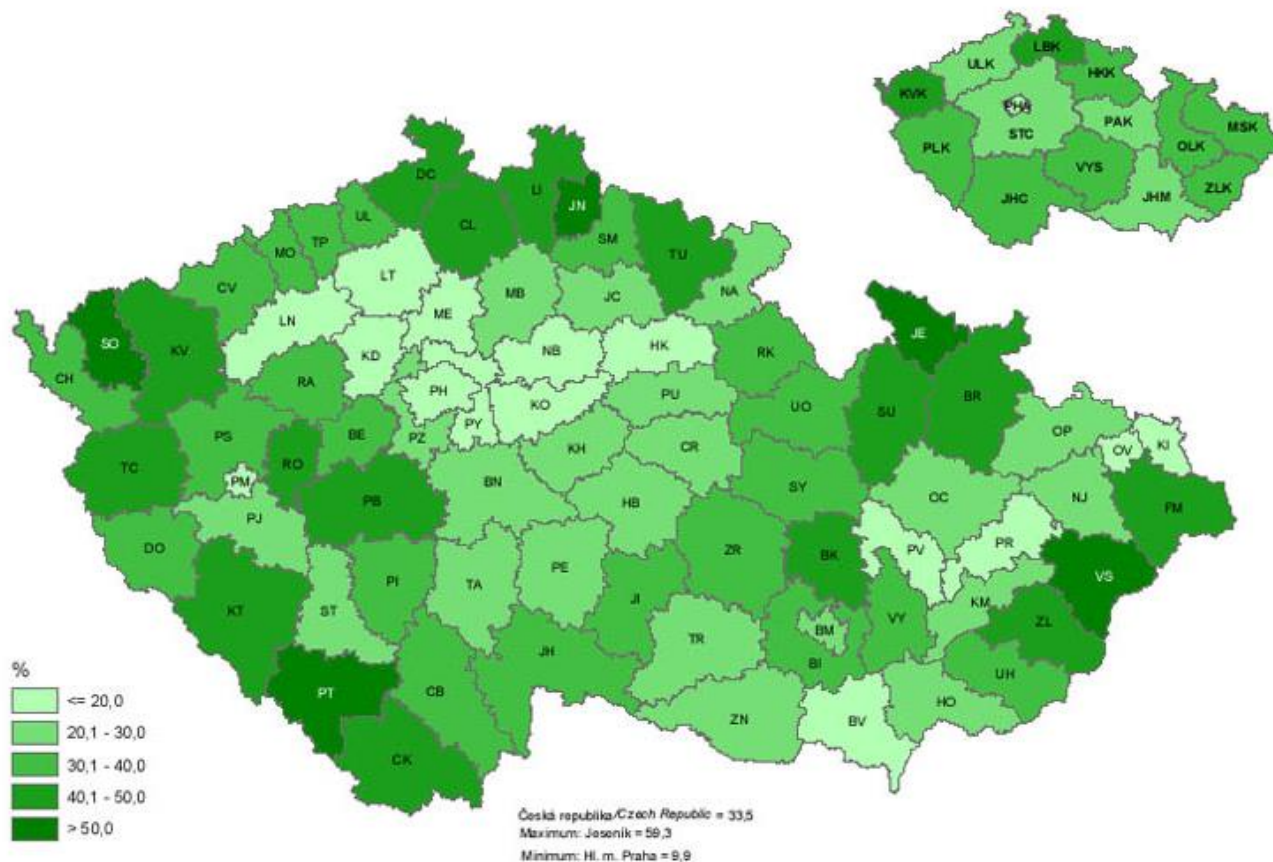 LBK
ULK
HKK
KVK
PHA
PAK
MSK
STC
OLK
PLK
VYS
ZLK
JHM
JHC
DC
LI
JN
UL
CL
TP
SM
MO
TU
LT
CV
MB
JC
NA
ME
LN
SO
KV
NB
HK
JE
KD
RK
CH
RA
PH
KO
PU
UO
SU
BR
PY
PS
BE
PZ
CR
OP
KI
OV
RO
KH
TC
PM
BN
SY
OC
NJ
PB
HB
FM
PJ
DO
ZR
PV
PR
BK
VS
PE
PI
TA
JI
KM
KT
ST
VY
ZL
BM
TR
JH
BI
UH
PT
CB
HO
ZN
BV
CK
%
<= 20,0
20,1 - 30,0
30,1 - 40,0
40,1 - 50,0
> 50,0
Česká republika/Czech Republic = 33,5
Maximum: Jeseník = 59,3
Minimum: Hl. m. Praha = 9,9